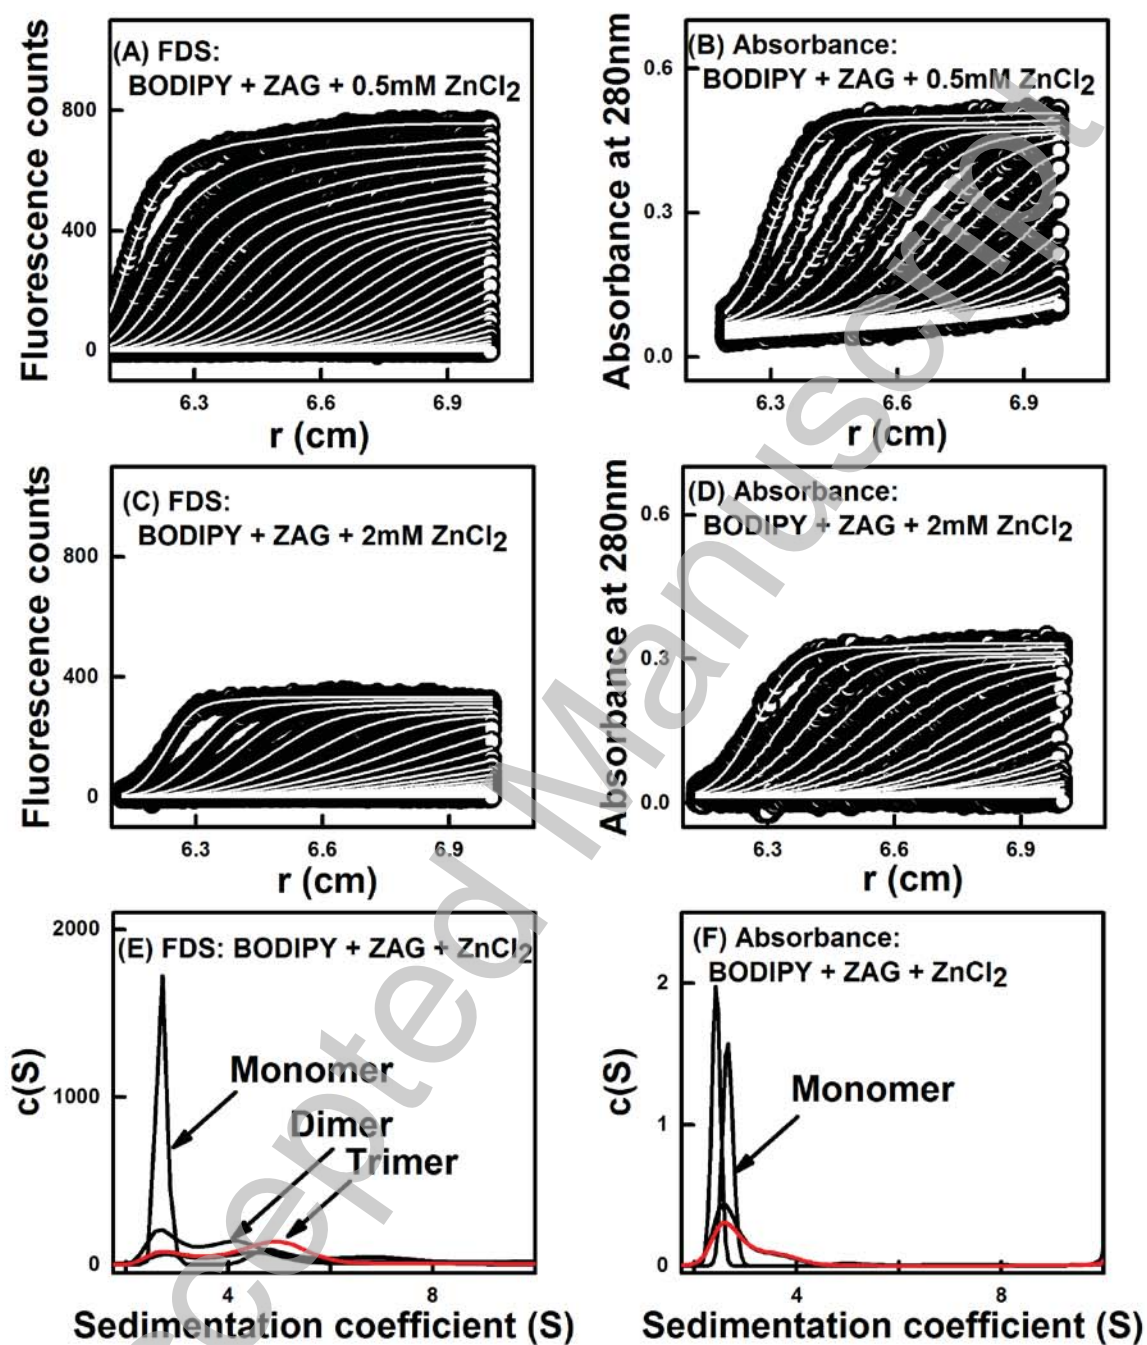 (A) FDS:
BODIPY + ZAG + 0.5mM ZnCl2
Fluorescence counts
800
400
0
6.3 6.6 6.9
r (cm)
(B) Absorbance:
BODIPY + ZAG + 0.5mM ZnCl2
Absorbance at 280nm
0.6
0.3
0.0
6.3 6.6 6.9
r (cm)
(C) FDS:
BODIPY + ZAG + 2mM ZnCl2
Fluorescence counts
800
400
0
6.3 6.6 6.9
r (cm)
(D) Absorbance:
BODIPY + ZAG + 2mM ZnCl2
Absorbance at 280nm
0.6
0.3
0.0
6.3 6.6 6.9
r (cm)
(E) FDS: BODIPY + ZAG + ZnCl2
c(S)
2000
1000
0
Monomer
Dimer
Trimer
4 8
Sedimentation coefficient (S)
(F) Absorbance:
BODIPY + ZAG + ZnCl2
c(S)
2
1
0
Monomer
4 8
Sedimentation coefficient (S)
cepted Manuscript